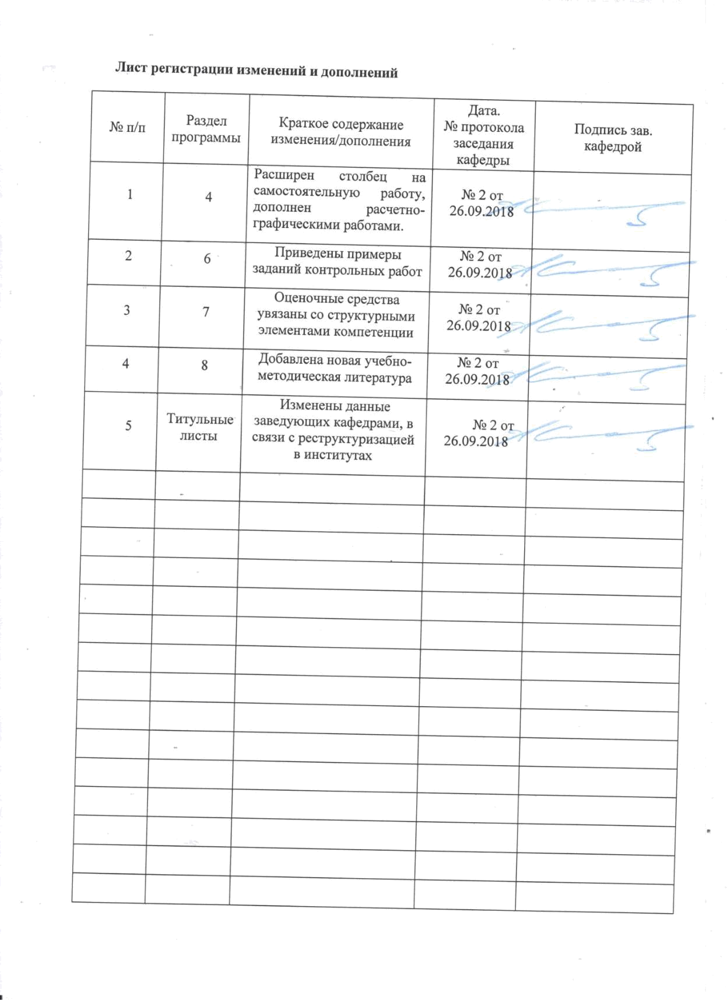 Лист регистрации изменений и дополнений
№ п/п
Раздел
программы
Краткое содержание
изменения/дополнения
Дата.
№ протокола
заседания
кафедры
Подпись зав.
кафедрой
1
4
Расширен столбец на
самостоятельную работу,
дополнен расчетно-
графическими работами.
№ 2 от
26.09.2018
2
6
Приведены примеры
заданий контрольных работ
№ 2 от
26.09.2018
3
7
Оценочные средства
увязаны со структурными
элементами компетенции
№ 2 от
26.09.2018
4
8
Добавлена новая учебно-
методическая литература
№ 2 от
26.09.2018
5
Титульные
листы
Изменены данные
заведующих кафедрами, в
связи с реструктуризацией
в институтах
№ 2 от
26.09.2018